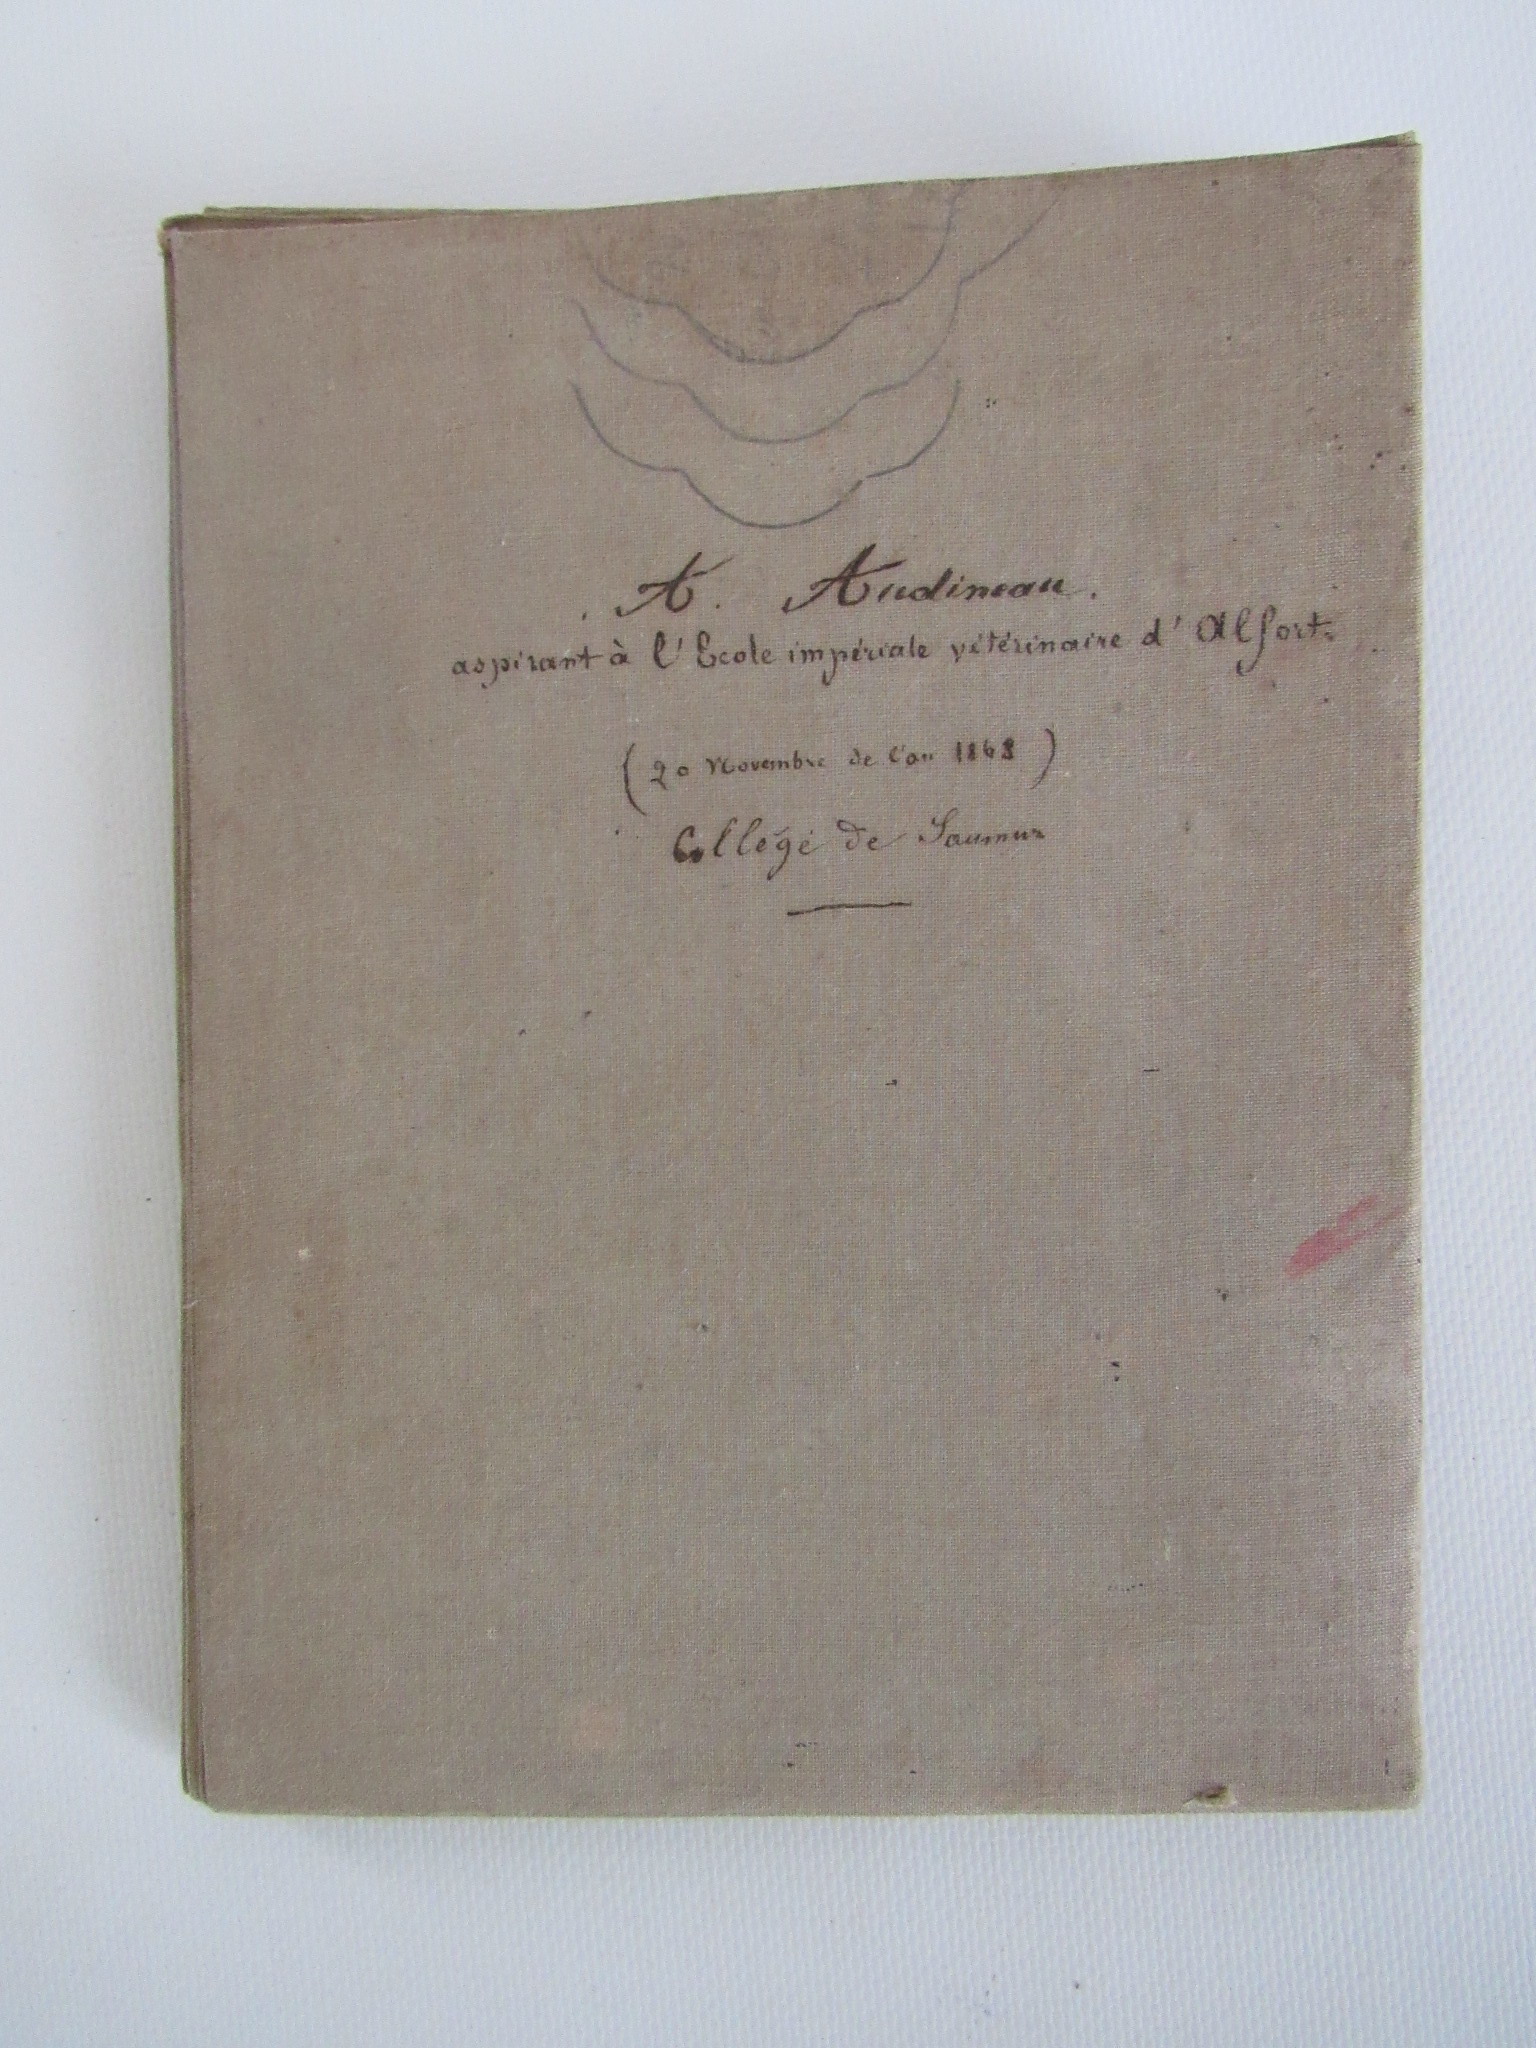 A. Audineau.
aspirant à l'Ecole impériale vétérinaire d'Alfort.
(20 Novembre de l'an 1868)
Collège de Saumur